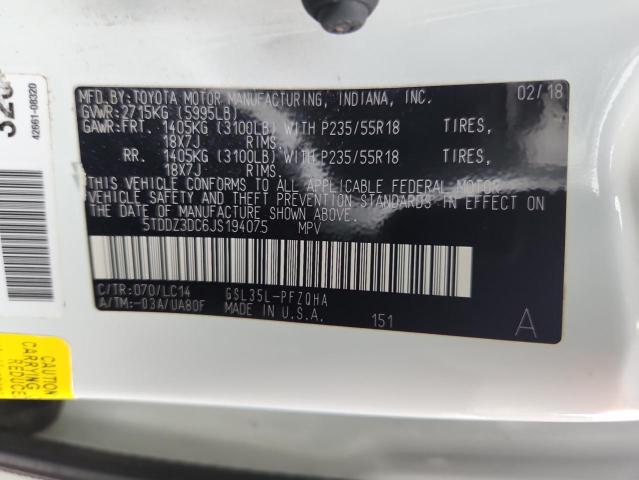 MFD.BY:TOYOTA MOTOR MANUFACTURING, INDIANA, INC. 02/18
GVWR:2715KG (5995LB)
GAWR:FRT. 1405KG (3100LB) WITH P235/55R18 TIRES,
18X7J RIMS.
RR. 1405KG (3100LB) WITH P235/55R18 TIRES,
18X7J RIMS.
THIS VEHICLE CONFORMS TO ALL APPLICABLE FEDERAL MOTOR
VEHICLE SAFETY AND THEFT PREVENTION STANDARDS IN EFFECT ON
THE DATE OF MANUFACTURE SHOWN ABOVE.
5TDDZ3DC6JS194075 MPV
C/TR:070/LC14 GSL35L-PFZQHA
A/TM:-03A/UA80F MADE IN U.S.A. 151 A
42661-08320
CAUTION
CARRYING
REDUCE